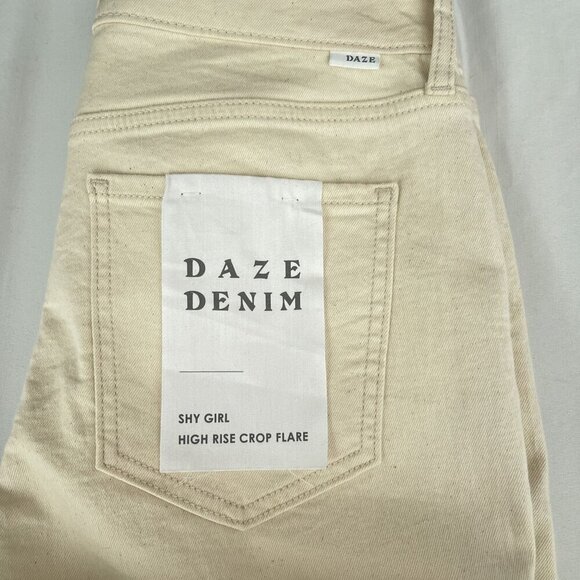 DAZE
DAZE
DENIM
SHY GIRL
HIGH RISE CROP FLARE